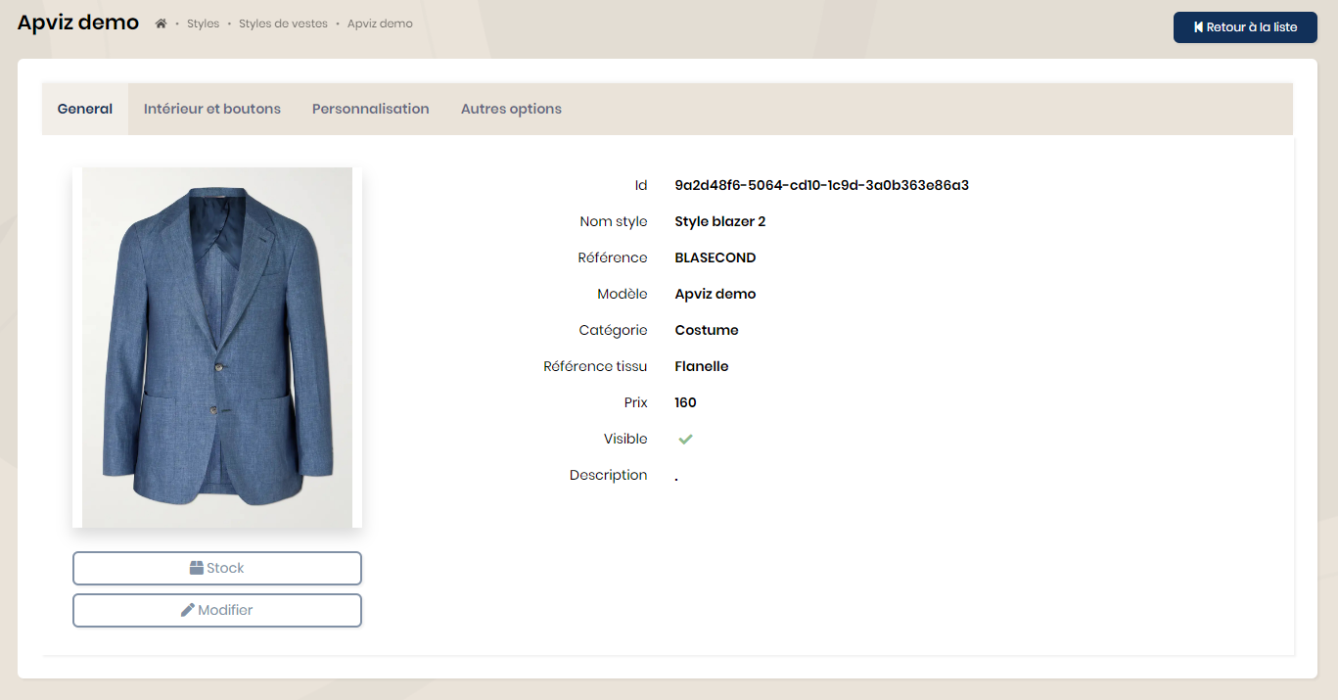 Apviz demo
• Styles • Styles de vestes • Apviz demo
Retour à la liste
General Intérieur et boutons Personnalisation Autres options
Id 9a2d48f6-5064-cd10-1c9d-3a0b363e86a3
Nom style Style blazer 2
Référence BLASECOND
Modèle Apviz demo
Catégorie Costume
Référence tissu Flanelle
Prix 160
Visible
Description .
Stock
Modifier